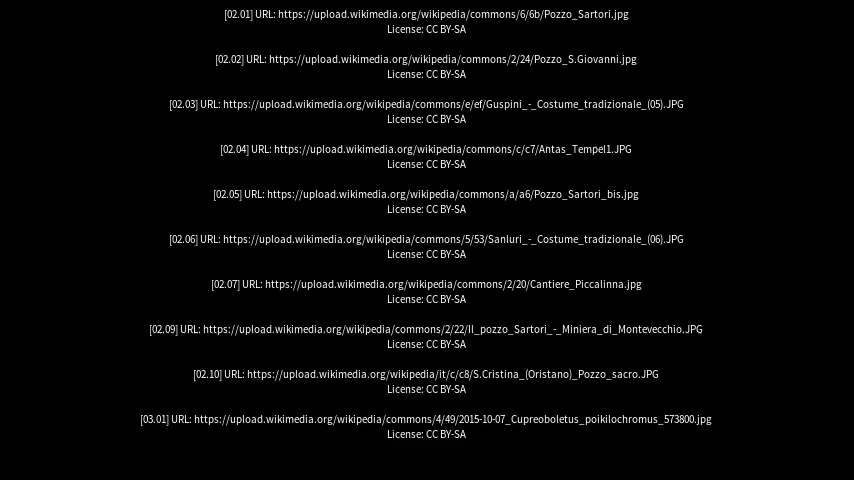 [02.01] URL: https://upload.wikimedia.org/wikipedia/commons/6/6b/Pozzo_Sartori.jpg
License: CC BY-SA
[02.02] URL: https://upload.wikimedia.org/wikipedia/commons/2/24/Pozzo_S.Giovanni.jpg
License: CC BY-SA
[02.03] URL: https://upload.wikimedia.org/wikipedia/commons/e/ef/Guspini_-_Costume_tradizionale_(05).JPG
License: CC BY-SA
[02.04] URL: https://upload.wikimedia.org/wikipedia/commons/c/c7/Antas_Tempel1.JPG
License: CC BY-SA
[02.05] URL: https://upload.wikimedia.org/wikipedia/commons/a/a6/Pozzo_Sartori_bis.jpg
License: CC BY-SA
[02.06] URL: https://upload.wikimedia.org/wikipedia/commons/5/53/Sanluri_-_Costume_tradizionale_(06).JPG
License: CC BY-SA
[02.07] URL: https://upload.wikimedia.org/wikipedia/commons/2/20/Cantiere_Piccalinna.jpg
License: CC BY-SA
[02.09] URL: https://upload.wikimedia.org/wikipedia/commons/2/22/Il_pozzo_Sartori_-_Miniera_di_Montevecchio.JPG
License: CC BY-SA
[02.10] URL: https://upload.wikimedia.org/wikipedia/it/c/c8/S.Cristina_(Oristano)_Pozzo_sacro.JPG
License: CC BY-SA
[03.01] URL: https://upload.wikimedia.org/wikipedia/commons/4/49/2015-10-07_Cupreoboletus_poikilochromus_573800.jpg
License: CC BY-SA